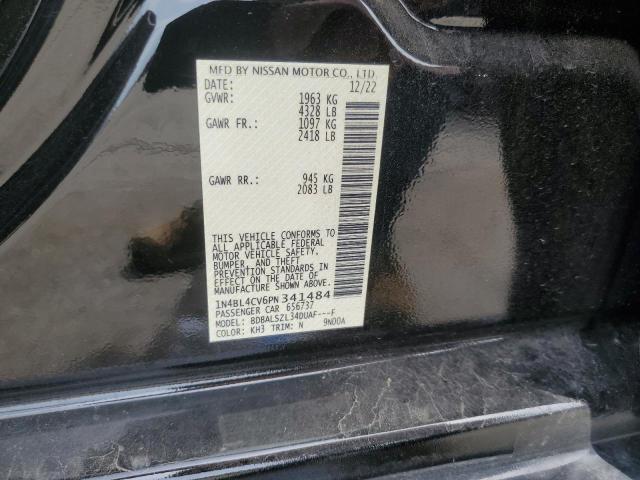 MFD BY NISSAN MOTOR CO., LTD.
DATE: 12/22
GVWR: 1963 KG
4328 LB
GAWR FR.: 1097 KG
2418 LB
GAWR RR.: 945 KG
2083 LB
THIS VEHICLE CONFORMS TO
ALL APPLICABLE FEDERAL
MOTOR VEHICLE SAFETY,
BUMPER, AND THEFT
PREVENTION STANDARDS IN
EFFECT ON THE DATE OF
MANUFACTURE SHOWN ABOVE.
1N4BL4CV6PN341484
PASSENGER CAR 656737
MODEL: BDBALSZL34DUAF---F
COLOR: KH3 TRIM: N 9N00A